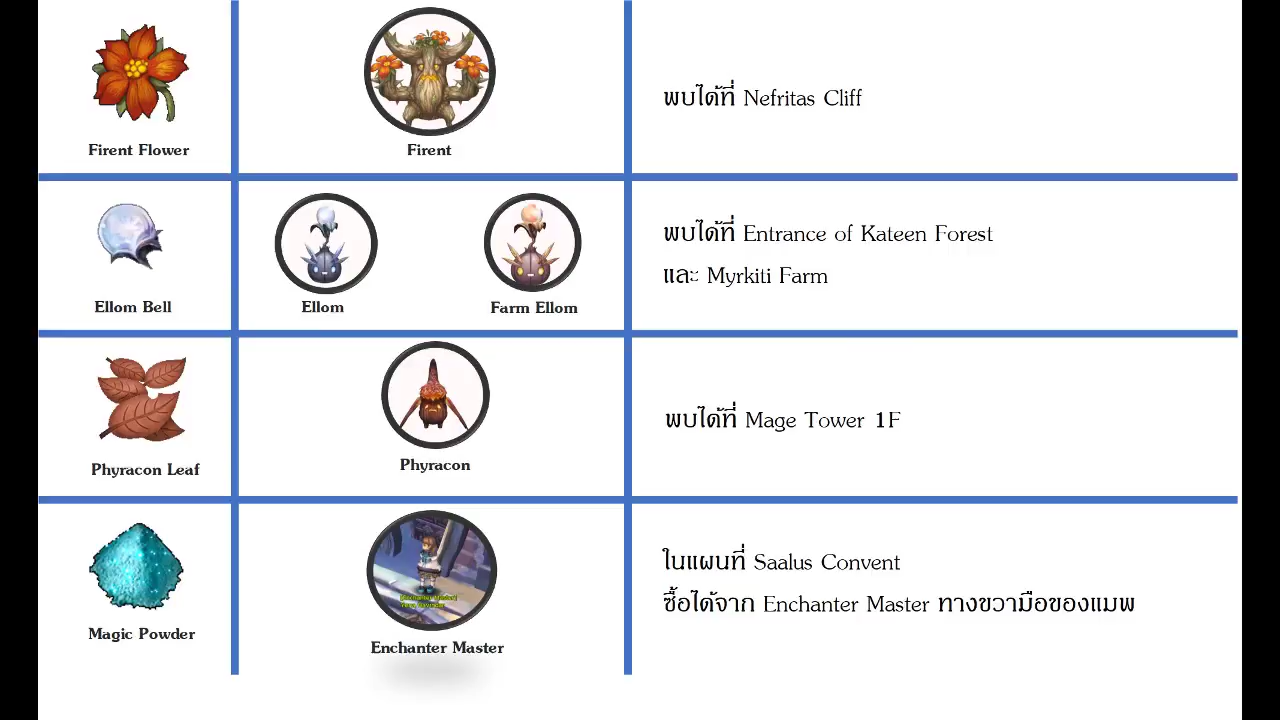 พบได้ที่ Nefritas Cliff
Firent Flower
Firent
พบได้ที่ Entrance of Kateen Forest
และ Myrkiti Farm
Ellom Bell
Ellom
Farm Ellom
พบได้ที่ Mage Tower 1F
Phyracon Leaf
Phyracon
ในแผนที่ Saalus Convent
ซื้อได้จาก Enchanter Master ทางขวามือของแมพ
Magic Powder
Enchanter Master